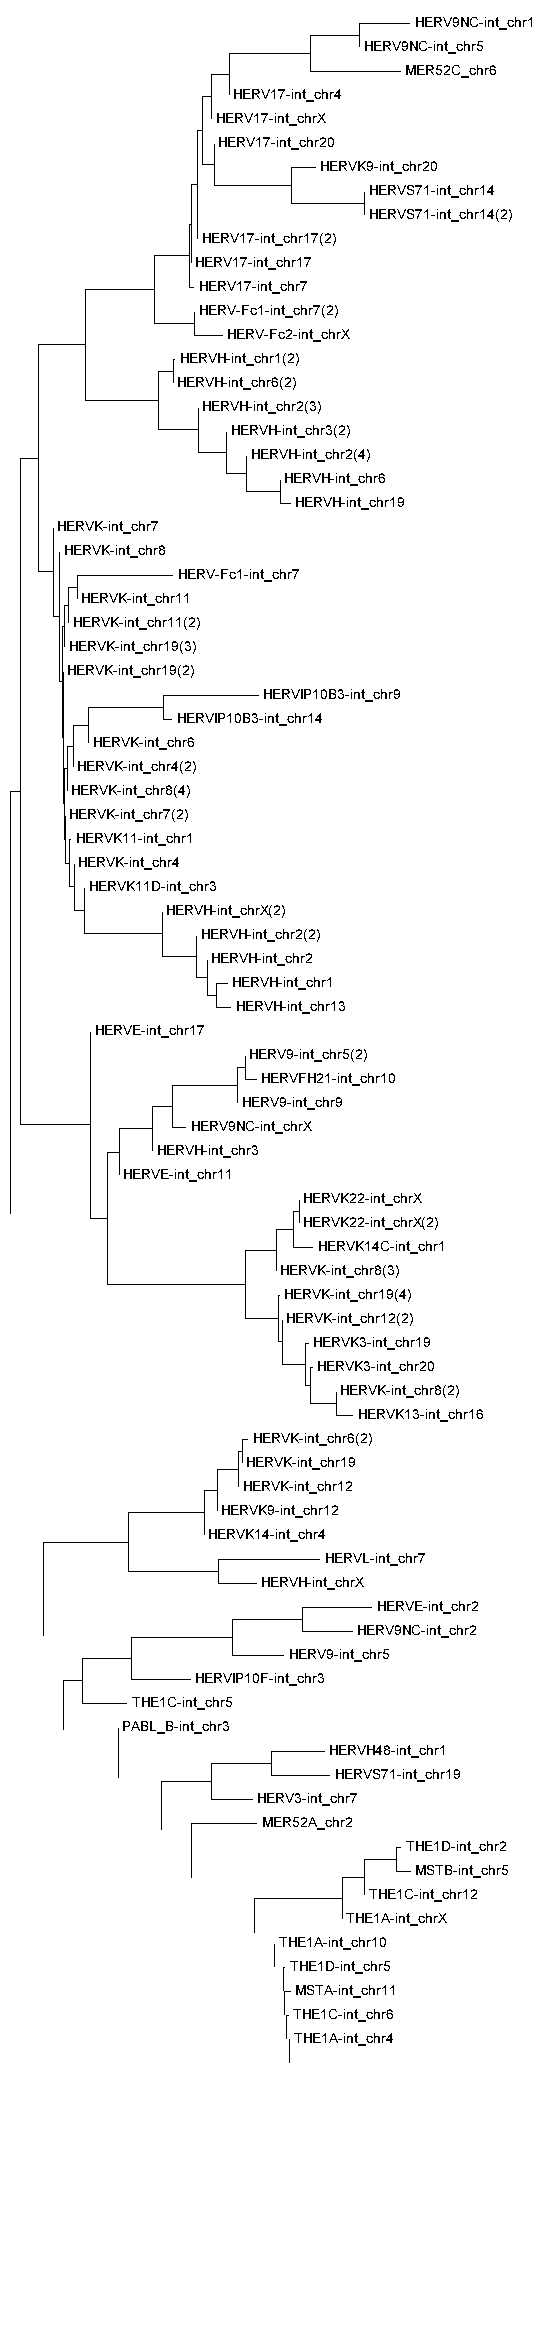 HERV9NC-int_chr1
HERV9NC-int_chr5
MER52C_chr6
HERV17-int_chr4
HERV17-int_chrX
HERV17-int_chr20
HERVK9-int_chr20
HERVS71-int_chr14
HERVS71-int_chr14(2)
HERV17-int_chr17(2)
HERV17-int_chr17
HERV17-int_chr7
HERV-Fc1-int_chr7(2)
HERV-Fc2-int_chrX
HERVH-int_chr1(2)
HERVH-int_chr6(2)
HERVH-int_chr2(3)
HERVH-int_chr3(2)
HERVH-int_chr2(4)
HERVH-int_chr6
HERVH-int_chr19
HERVK-int_chr7
HERVK-int_chr8
HERV-Fc1-int_chr7
HERVK-int_chr11
HERVK-int_chr11(2)
HERVK-int_chr19(3)
HERVK-int_chr19(2)
HERVIP10B3-int_chr9
HERVIP10B3-int_chr14
HERVK-int_chr6
HERVK-int_chr4(2)
HERVK-int_chr8(4)
HERVK-int_chr7(2)
HERVK11-int_chr1
HERVK-int_chr4
HERVK11D-int_chr3
HERVH-int_chrX(2)
HERVH-int_chr2(2)
HERVH-int_chr2
HERVH-int_chr1
HERVH-int_chr13
HERVE-int_chr17
HERV9-int_chr5(2)
HERVFH21-int_chr10
HERV9-int_chr9
HERV9NC-int_chrX
HERVH-int_chr3
HERVE-int_chr11
HERVK22-int_chrX
HERVK22-int_chrX(2)
HERVK14C-int_chr1
HERVK-int_chr8(3)
HERVK-int_chr19(4)
HERVK-int_chr12(2)
HERVK3-int_chr19
HERVK3-int_chr20
HERVK-int_chr8(2)
HERVK13-int_chr16
HERVK-int_chr6(2)
HERVK-int_chr19
HERVK-int_chr12
HERVK9-int_chr12
HERVK14-int_chr4
HERVL-int_chr7
HERVH-int_chrX
HERVE-int_chr2
HERV9NC-int_chr2
HERV9-int_chr5
HERVIP10F-int_chr3
THE1C-int_chr5
PABL_B-int_chr3
HERVH48-int_chr1
HERVS71-int_chr19
HERV3-int_chr7
MER52A_chr2
THE1D-int_chr2
MSTB-int_chr5
THE1C-int_chr12
THE1A-int_chrX
THE1A-int_chr10
THE1D-int_chr5
MSTA-int_chr11
THE1C-int_chr6
THE1A-int_chr4